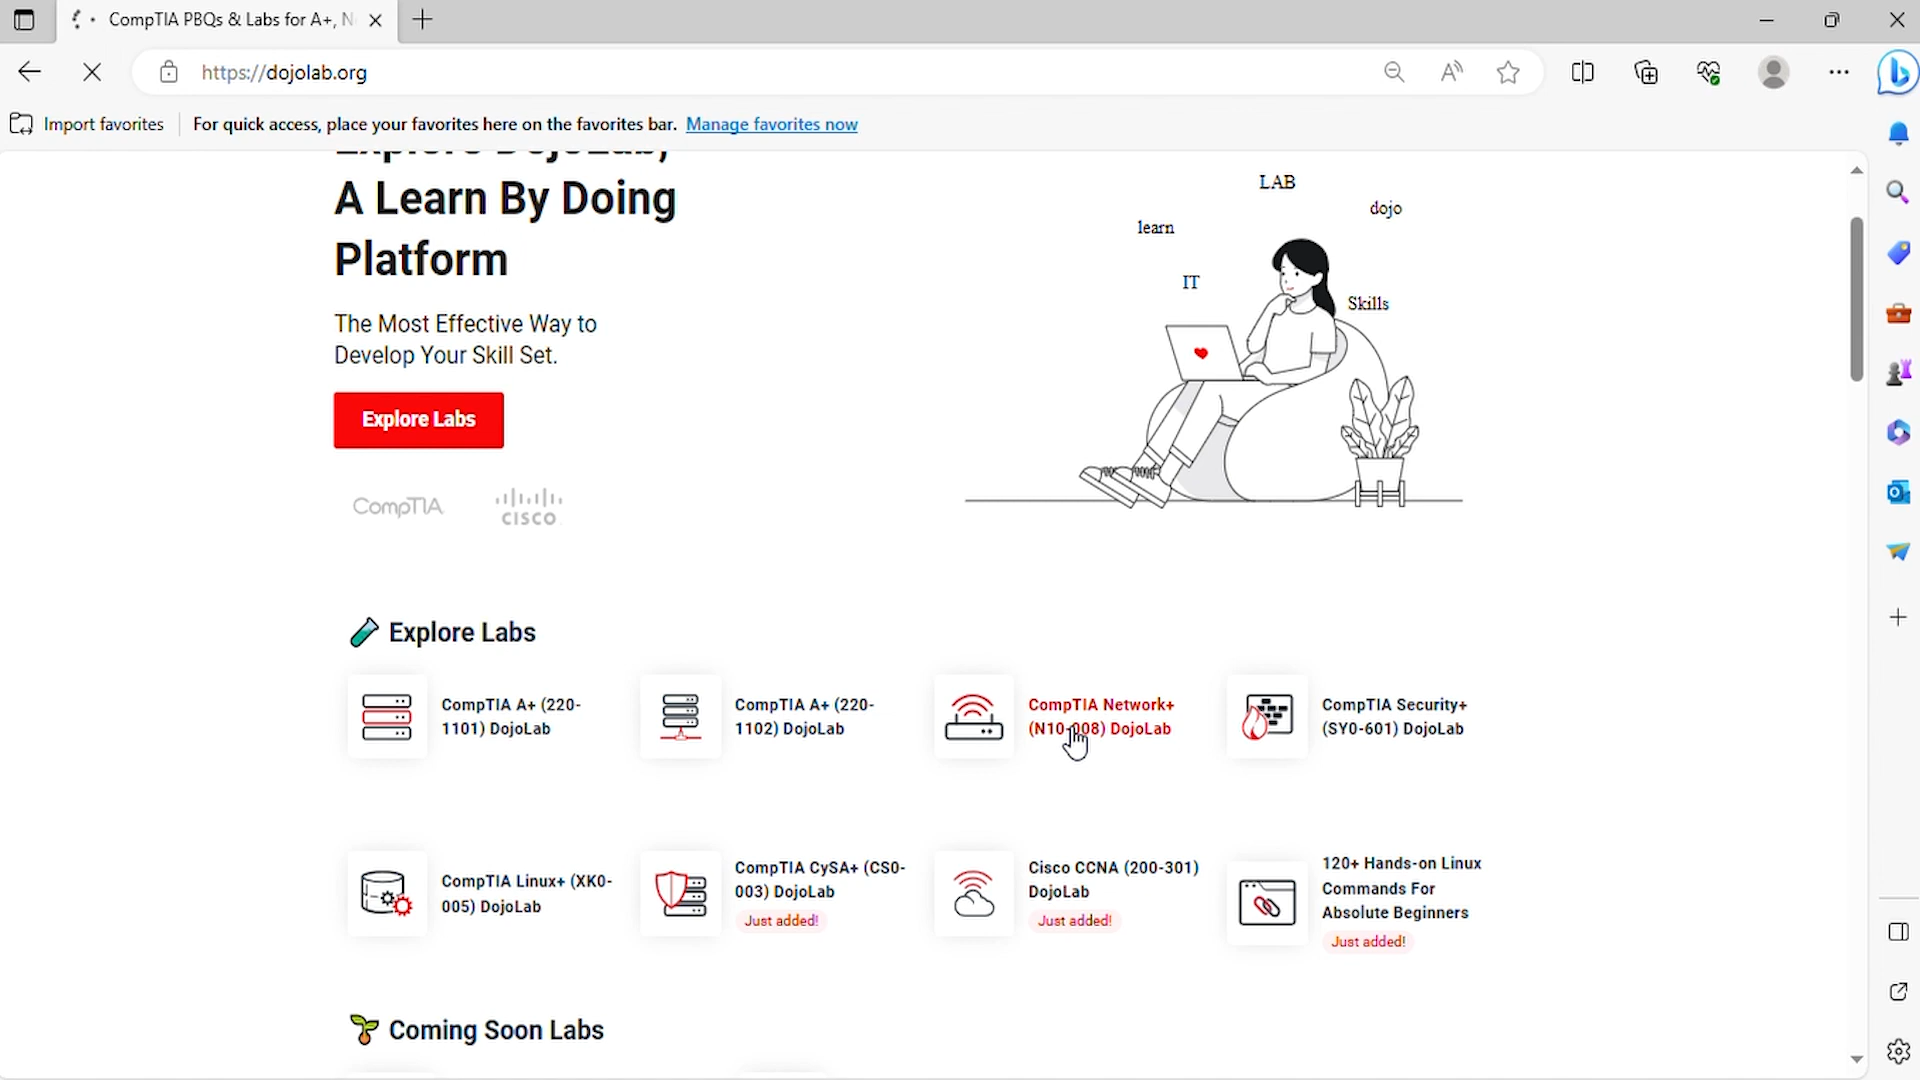 CompTIA PBQs & Labs for A+, N
https://dojolab.org
Import favorites
For quick access, place your favorites here on the favorites bar. Manage favorites now
Explore DojoLab,
A Learn By Doing
Platform
The Most Effective Way to
Develop Your Skill Set.
Explore Labs
CompTIA
CISCO
LAB
dojo
learn
IT
Skills
Explore Labs
CompTIA A+ (220-
1101) DojoLab
CompTIA A+ (220-
1102) DojoLab
CompTIA Network+
(N10-008) DojoLab
CompTIA Security+
(SY0-601) DojoLab
CompTIA Linux+ (XK0-
005) DojoLab
CompTIA CySA+ (CS0-
003) DojoLab
Just added!
Cisco CCNA (200-301)
DojoLab
Just added!
120+ Hands-on Linux
Commands For
Absolute Beginners
Just added!
Coming Soon Labs